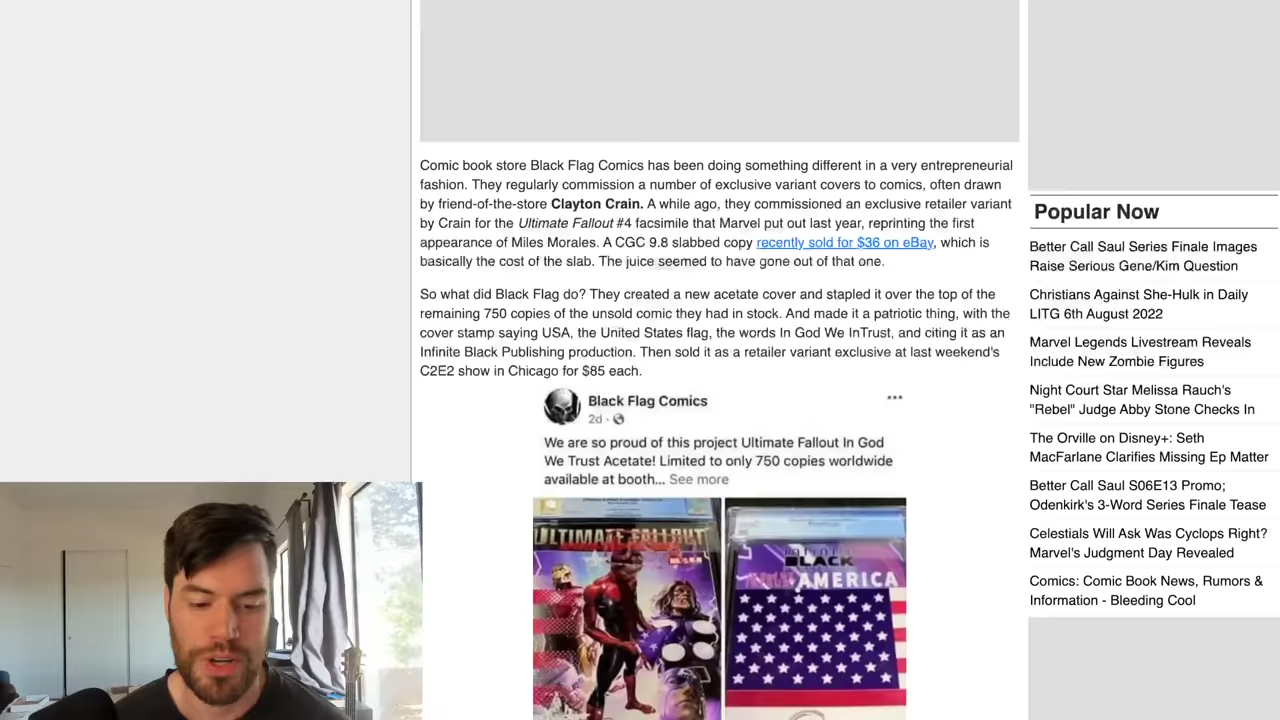 Comic book store Black Flag Comics has been doing something different in a very entrepreneurial
fashion. They regularly commission a number of exclusive variant covers to comics, often drawn
by friend-of-the-store Clayton Crain. A while ago, they commissioned an exclusive retailer variant
by Crain for the Ultimate Fallout #4 facsimile that Marvel put out last year, reprinting the first
appearance of Miles Morales. A CGC 9.8 slabbed copy recently sold for $36 on eBay, which is
basically the cost of the slab. The juice seemed to have gone out of that one.
So what did Black Flag do? They created a new acetate cover and stapled it over the top of the
remaining 750 copies of the unsold comic they had in stock. And made it a patriotic thing, with the
cover stamp saying USA, the United States flag, the words In God We InTrust, and citing it as an
Infinite Black Publishing production. Then sold it as a retailer variant exclusive at last weekend's
C2E2 show in Chicago for $85 each.
Black Flag Comics
2d ·
We are so proud of this project Ultimate Fallout In God
We Trust Acetate! Limited to only 750 copies worldwide
available at booth... See more
ULTIMATE FALLOUT
BLACK
AMERICA
Popular Now
Better Call Saul Series Finale Images
Raise Serious Gene/Kim Question
Christians Against She-Hulk in Daily
LITG 6th August 2022
Marvel Legends Livestream Reveals
Include New Zombie Figures
Night Court Star Melissa Rauch's
"Rebel" Judge Abby Stone Checks In
The Orville on Disney+: Seth
MacFarlane Clarifies Missing Ep Matter
Better Call Saul S06E13 Promo;
Odenkirk's 3-Word Series Finale Tease
Celestials Will Ask Was Cyclops Right?
Marvel's Judgment Day Revealed
Comics: Comic Book News, Rumors &
Information - Bleeding Cool